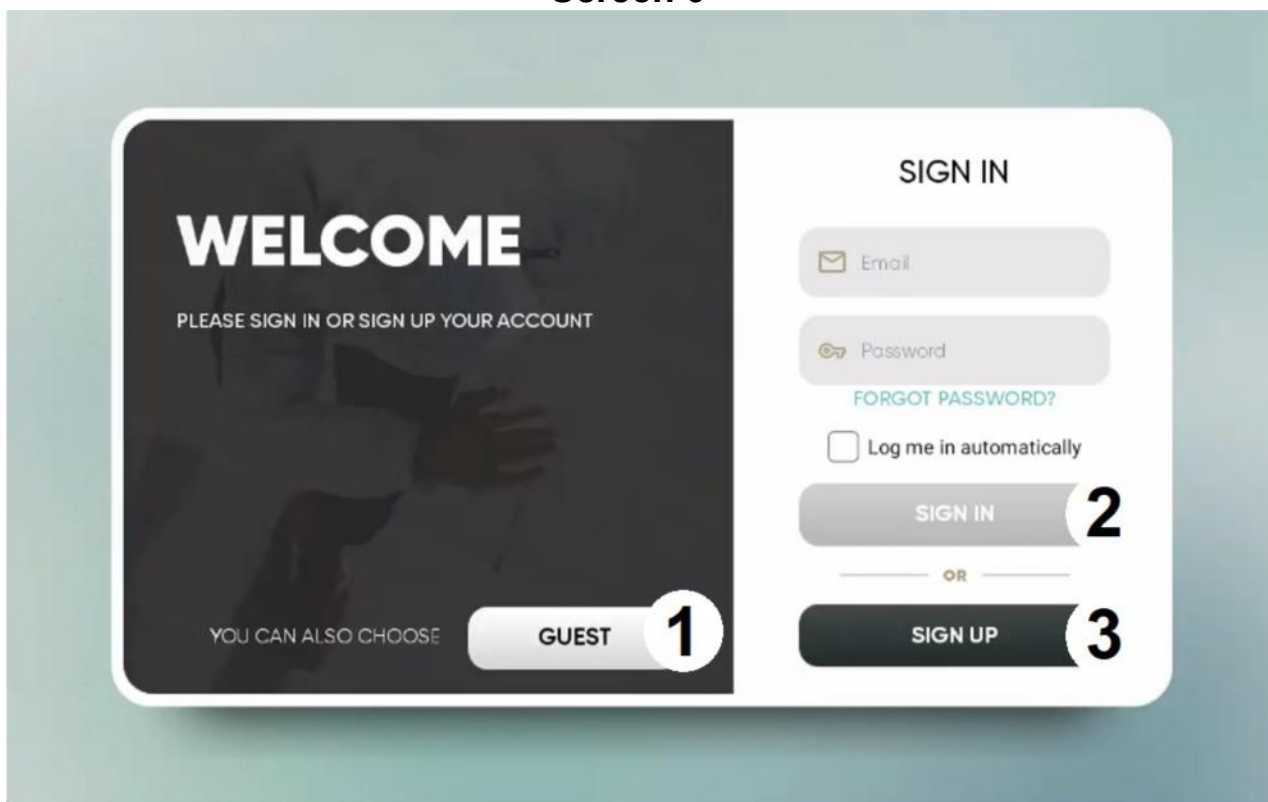 WELCOME
PLEASE SIGN IN OR SIGN UP YOUR ACCOUNT
YOU CAN ALSO CHOOSE
GUEST
1
SIGN IN
Email
Password
FORGOT PASSWORD?
Log me in automatically
SIGN IN
2
OR
SIGN UP
3